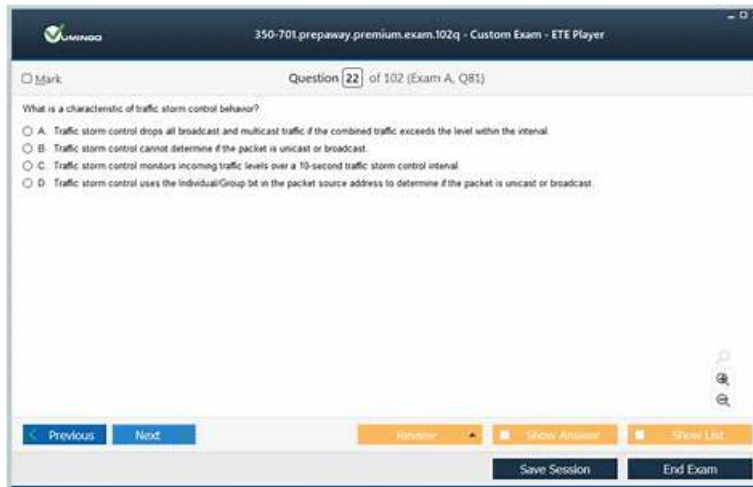 VUMINGO
350-701.prepaway.premium.exam.102q - Custom Exam - ETE Player
Mark
Question 22 of 102 (Exam A, Q81)
What is a characteristic of traffic storm control behavior?
A. Traffic storm control drops all broadcast and multicast traffic if the combined traffic exceeds the level within the interval.
B. Traffic storm control cannot determine if the packet is unicast or broadcast.
C. Traffic storm control monitors incoming traffic levels over a 10-second traffic storm control interval.
D. Traffic storm control uses the Individual/Group bit in the packet source address to determine if the packet is unicast or broadcast.
Previous
Next
Review
Show Answer
Show List
Save Session
End Exam